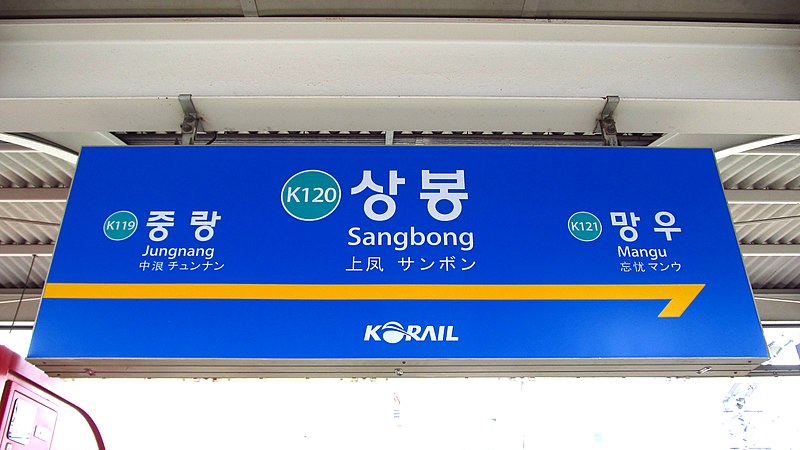 K120 상봉
Sangbong
上凤 サンボン
K119 중랑
Jungnang
中浪 チュンナン
K121 망우
Mangu
忘忧 マンウ
KORAIL